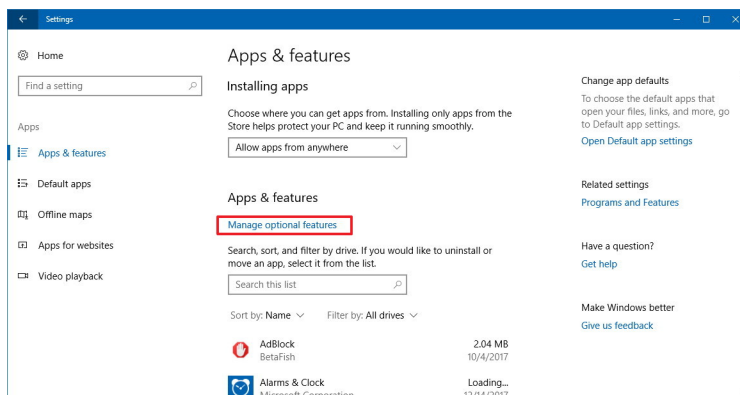 Settings
Home
Find a setting
Apps
Apps & features
Default apps
Offline maps
Apps for websites
Video playback
Apps & features
Installing apps
Choose where you can get apps from. Installing only apps from the
Store helps protect your PC and keep it running smoothly.
Allow apps from anywhere
Apps & features
Manage optional features
Search, sort, and filter by drive. If you would like to uninstall or
move an app, select it from the list.
Search this list
Sort by: Name
Filter by: All drives
AdBlock
2.04 MB
BetaFish
10/4/2017
Alarms & Clock
Loading...
Microsoft Corporation
12/14/2017
Change app defaults
To choose the default apps that
open your files, links, and more, go
to Default app settings.
Open Default app settings
Related settings
Programs and Features
Have a question?
Get help
Make Windows better
Give us feedback